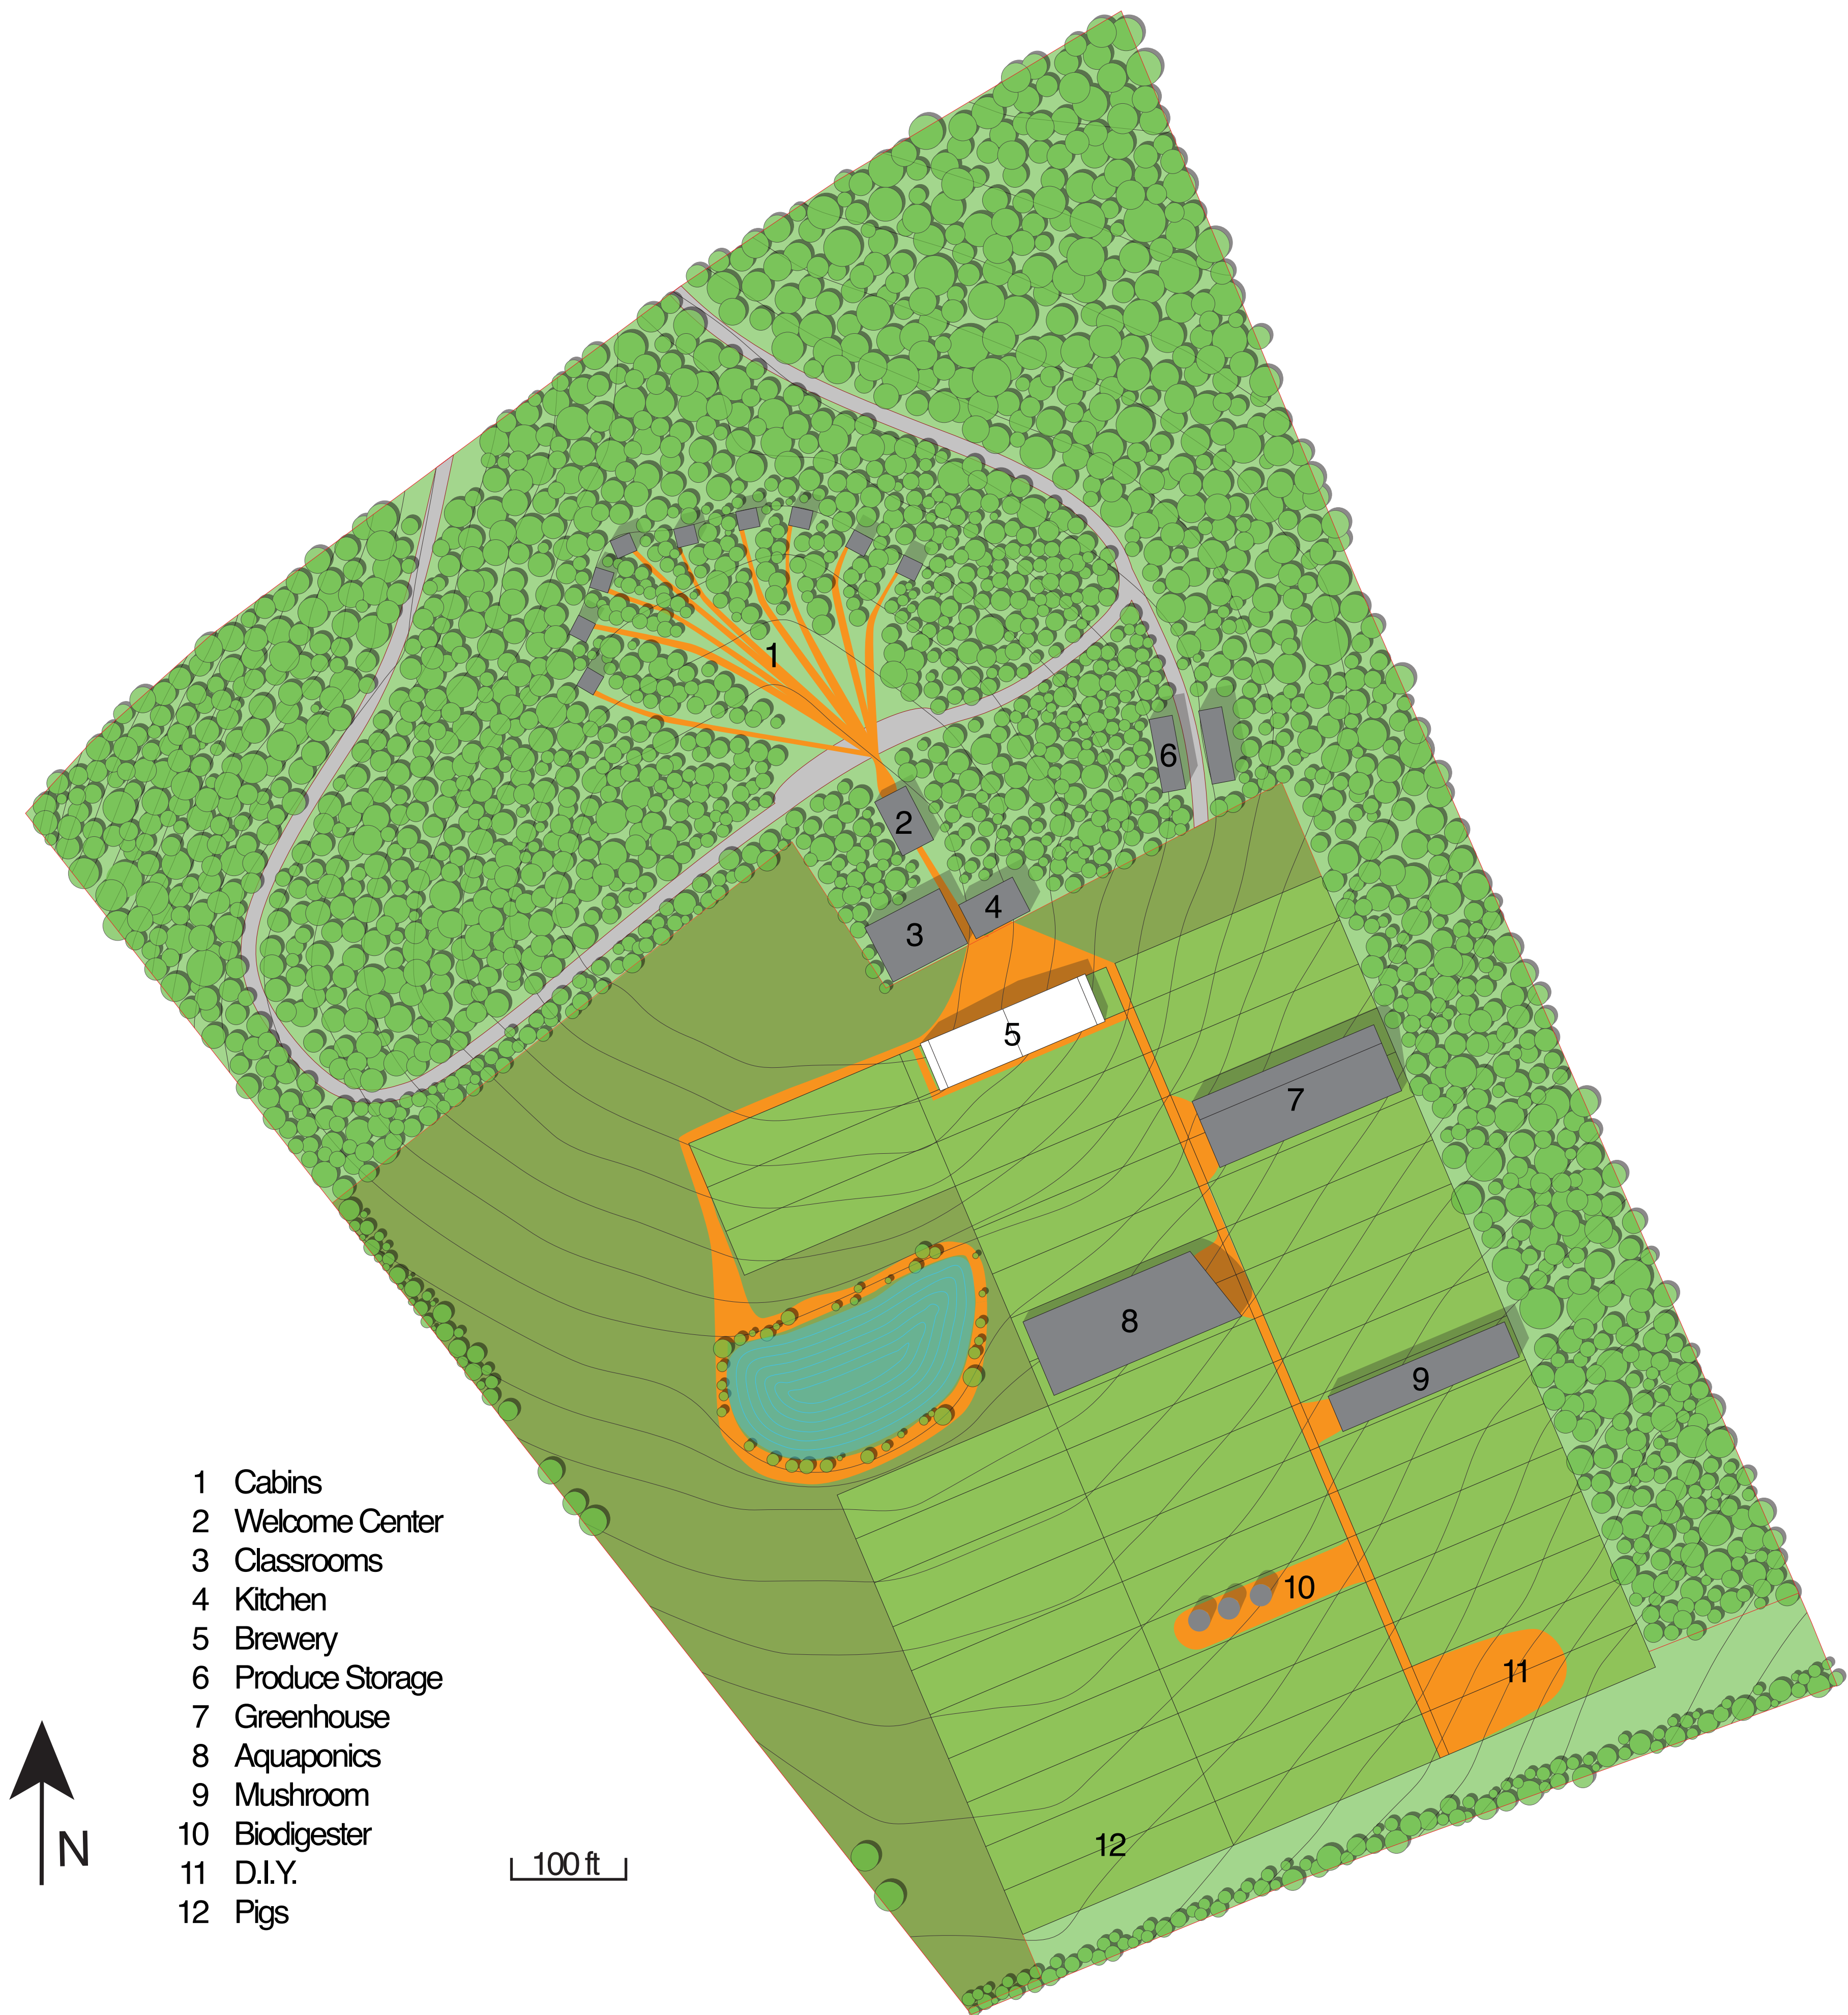 1
6
2
4
3
5
7
8
9
10
11
12
1 Cabins
2 Welcome Center
3 Classrooms
4 Kitchen
5 Brewery
6 Produce Storage
7 Greenhouse
8 Aquaponics
9 Mushroom
10 Biodigester
11 D.I.Y.
12 Pigs
N
100 ft